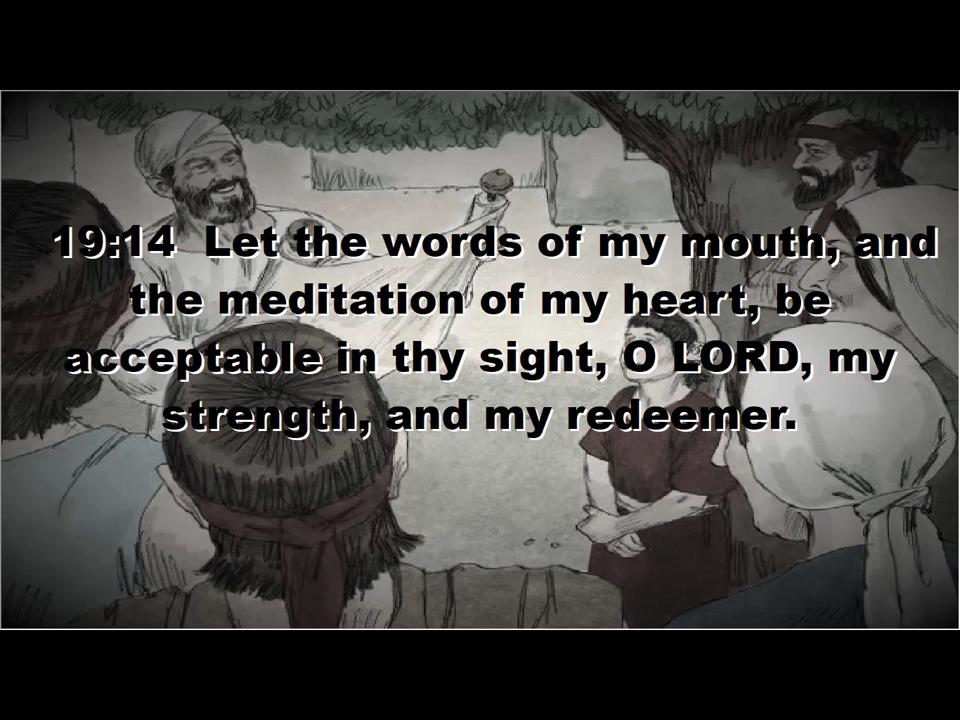 19:14  Let the words of my mouth, and
the meditation of my heart, be
acceptable in thy sight, O LORD, my
strength, and my redeemer.